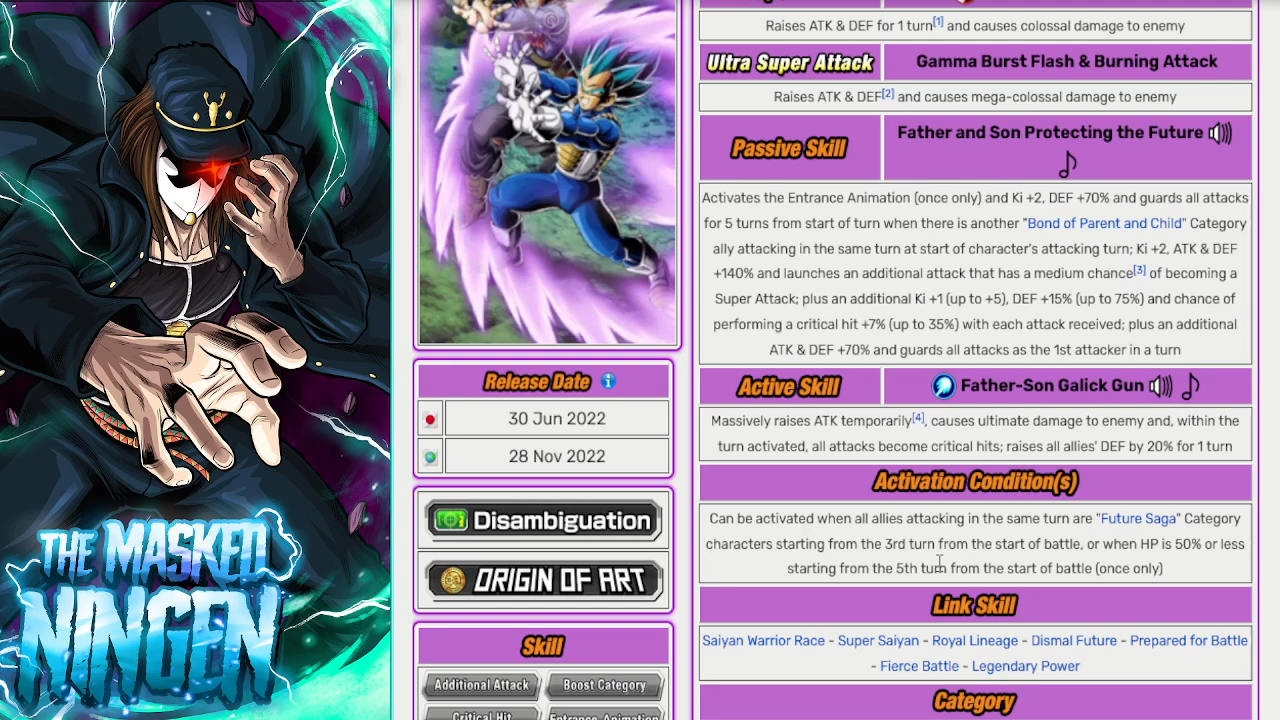 THE MASKED
NINGEN
Release Date
30 Jun 2022
28 Nov 2022
Disambiguation
ORIGIN OF ART
Skill
Additional Attack
Boost Category
Critical Hit
Entrance Animation
Raises ATK & DEF for 1 turn[1] and causes colossal damage to enemy
Ultra Super Attack
Gamma Burst Flash & Burning Attack
Raises ATK & DEF[2] and causes mega-colossal damage to enemy
Passive Skill
Father and Son Protecting the Future
Activates the Entrance Animation (once only) and Ki +2, DEF +70% and guards all attacks
for 5 turns from start of turn when there is another "Bond of Parent and Child" Category
ally attacking in the same turn at start of character's attacking turn; Ki +2, ATK & DEF
+140% and launches an additional attack that has a medium chance[3] of becoming a
Super Attack; plus an additional Ki +1 (up to +5), DEF +15% (up to 75%) and chance of
performing a critical hit +7% (up to 35%) with each attack received; plus an additional
ATK & DEF +70% and guards all attacks as the 1st attacker in a turn
Active Skill
Father-Son Galick Gun
Massively raises ATK temporarily[4], causes ultimate damage to enemy and, within the
turn activated, all attacks become critical hits; raises all allies' DEF by 20% for 1 turn
Activation Condition(s)
Can be activated when all allies attacking in the same turn are "Future Saga" Category
characters starting from the 3rd turn from the start of battle, or when HP is 50% or less
starting from the 5th turn from the start of battle (once only)
Link Skill
Saiyan Warrior Race - Super Saiyan - Royal Lineage - Dismal Future - Prepared for Battle
- Fierce Battle - Legendary Power
Category